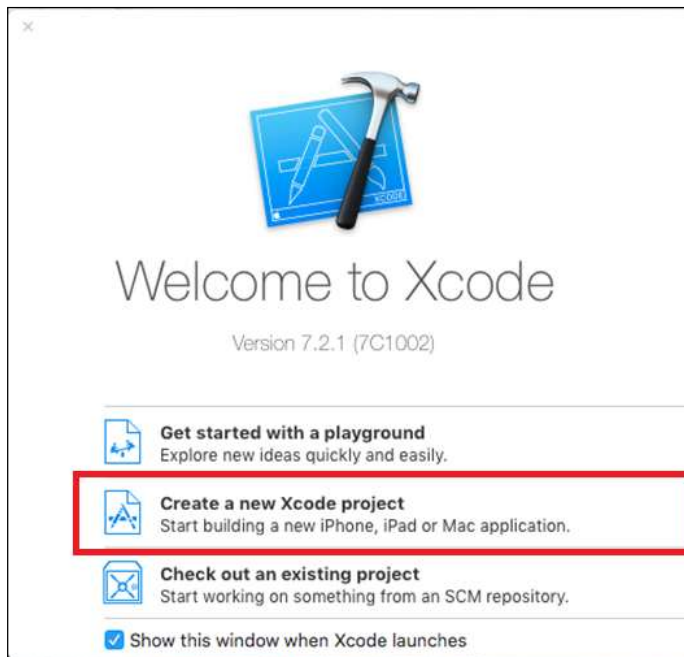 XCODE
Welcome to Xcode
Version 7.2.1 (7C1002)
Get started with a playground
Explore new ideas quickly and easily.
Create a new Xcode project
Start building a new iPhone, iPad or Mac application.
Check out an existing project
Start working on something from an SCM repository.
Show this window when Xcode launches